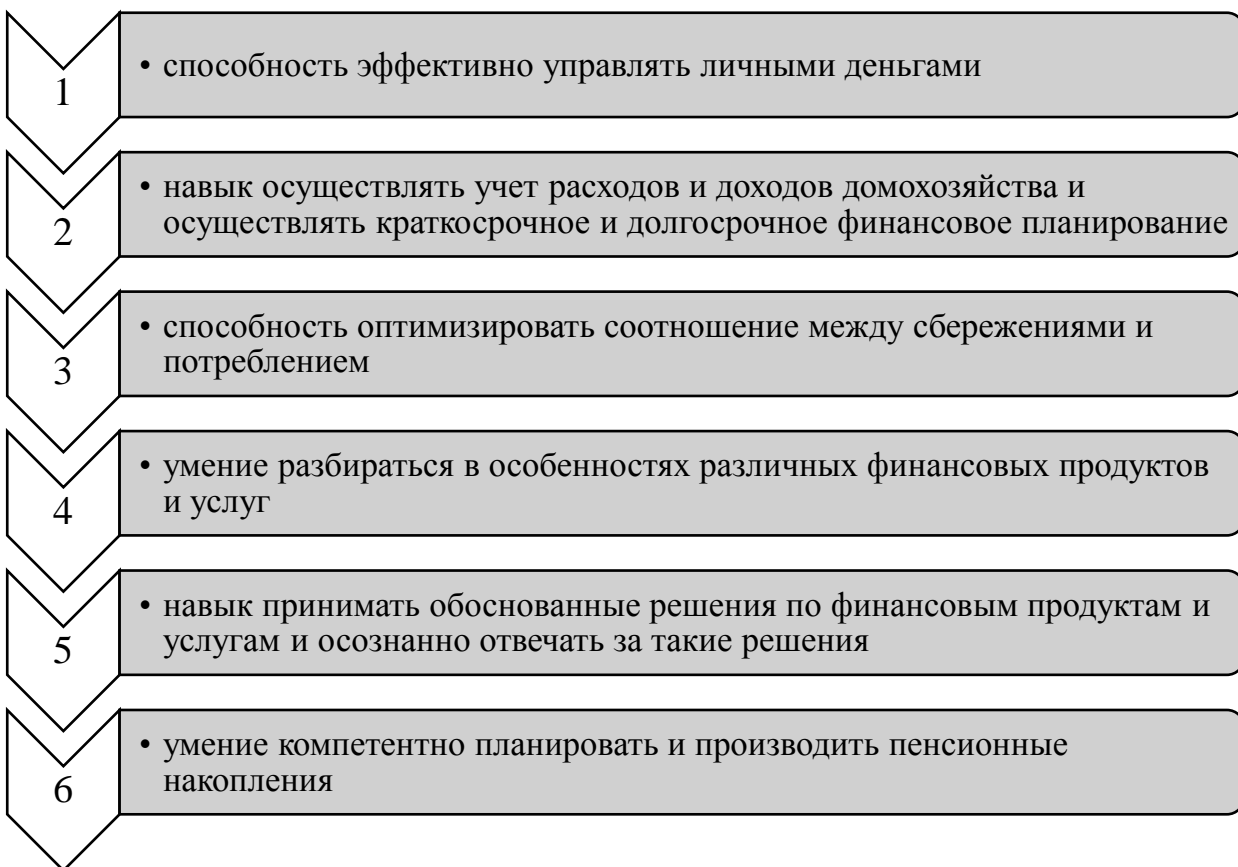 1
• способность эффективно управлять личными деньгами
2
• навык осуществлять учет расходов и доходов домохозяйства и
осуществлять краткосрочное и долгосрочное финансовое планирование
3
• способность оптимизировать соотношение между сбережениями и
потреблением
4
• умение разбираться в особенностях различных финансовых продуктов
и услуг
5
• навык принимать обоснованные решения по финансовым продуктам и
услугам и осознанно отвечать за такие решения
6
• умение компетентно планировать и производить пенсионные
накопления